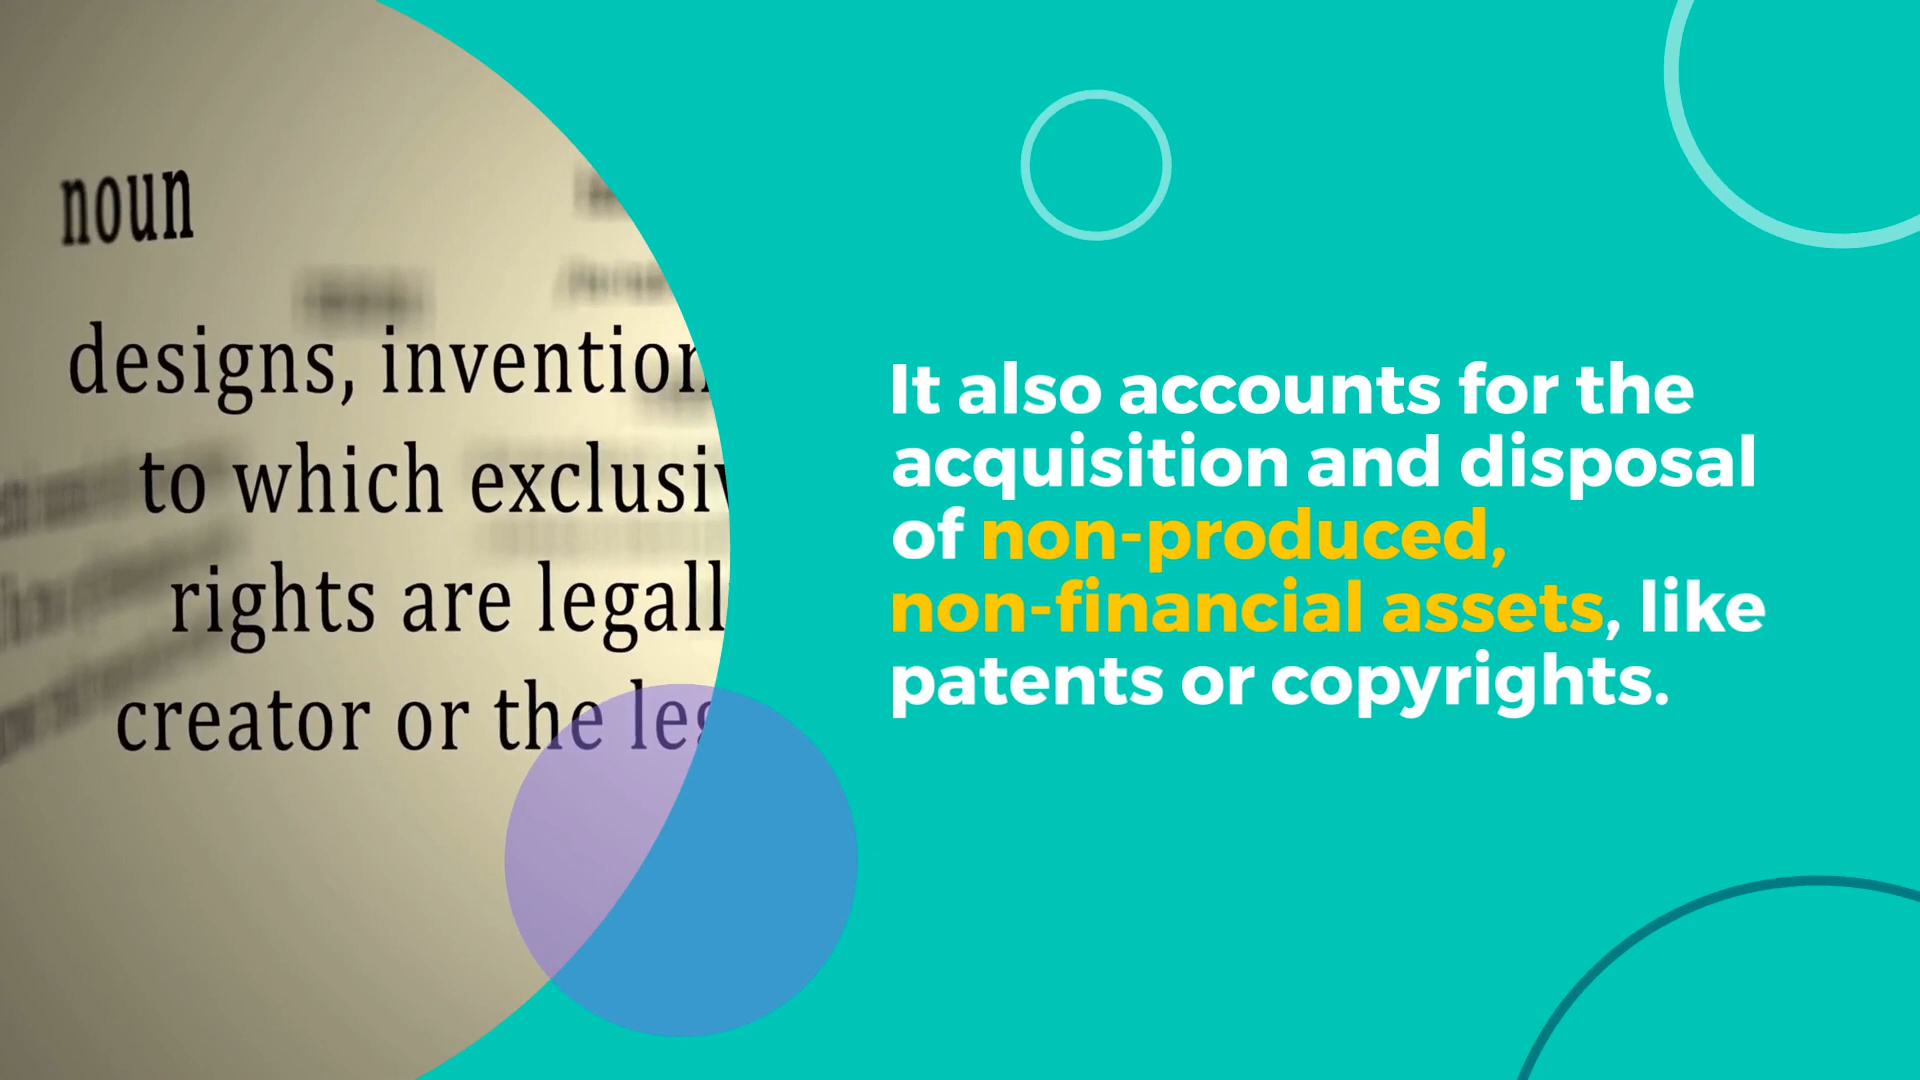 noun
designs, invention
to which exclusiv
rights are legall
creator or the leg
It also accounts for the
acquisition and disposal
of non-produced,
non-financial assets, like
patents or copyrights.